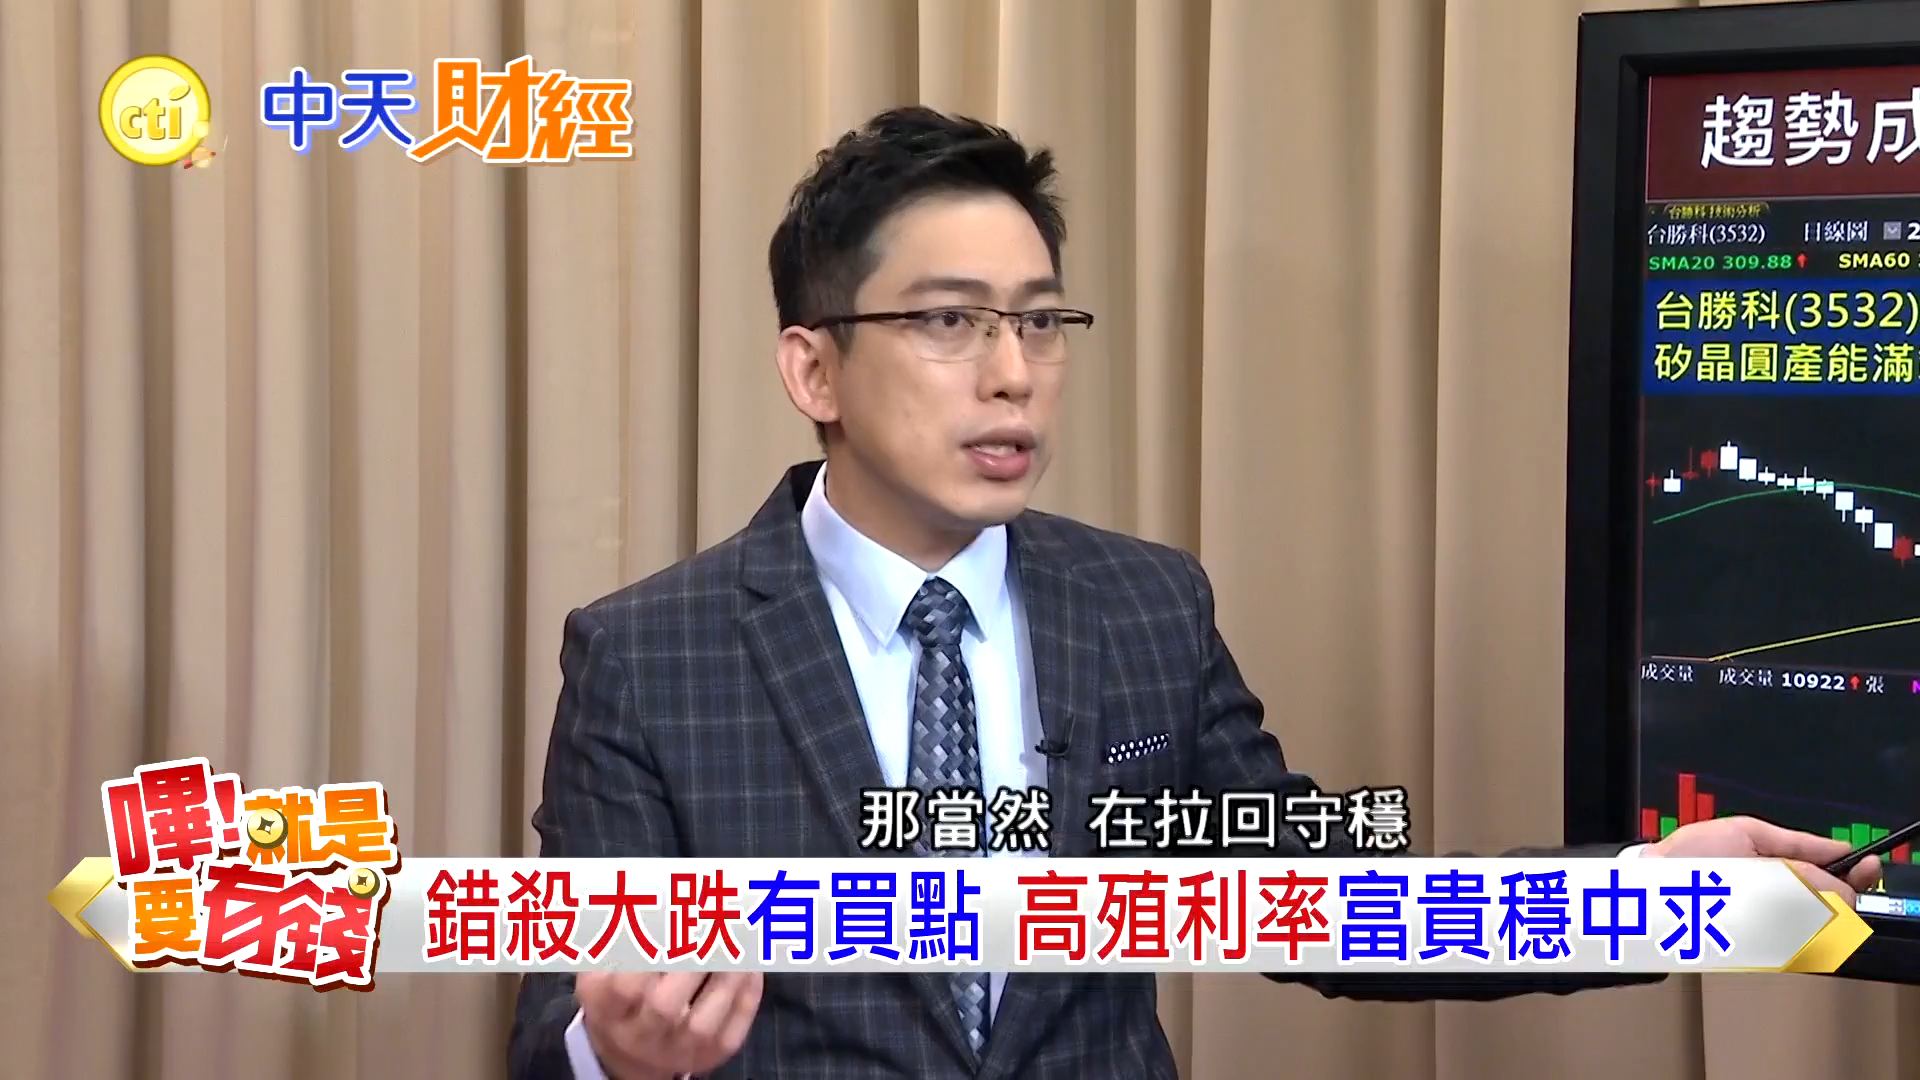 cti 中天財經
趨勢成
台勝科 技術分析
台勝科(3532) 日線圖 2
SMA20 309.88↑ SMA60
台勝科(3532)
矽晶圓產能滿
成交量 成交量 10922↑ 張
那當然 在拉回守穩
嗶!就是
要有錢
錯殺大跌有買點 高殖利率富貴穩中求